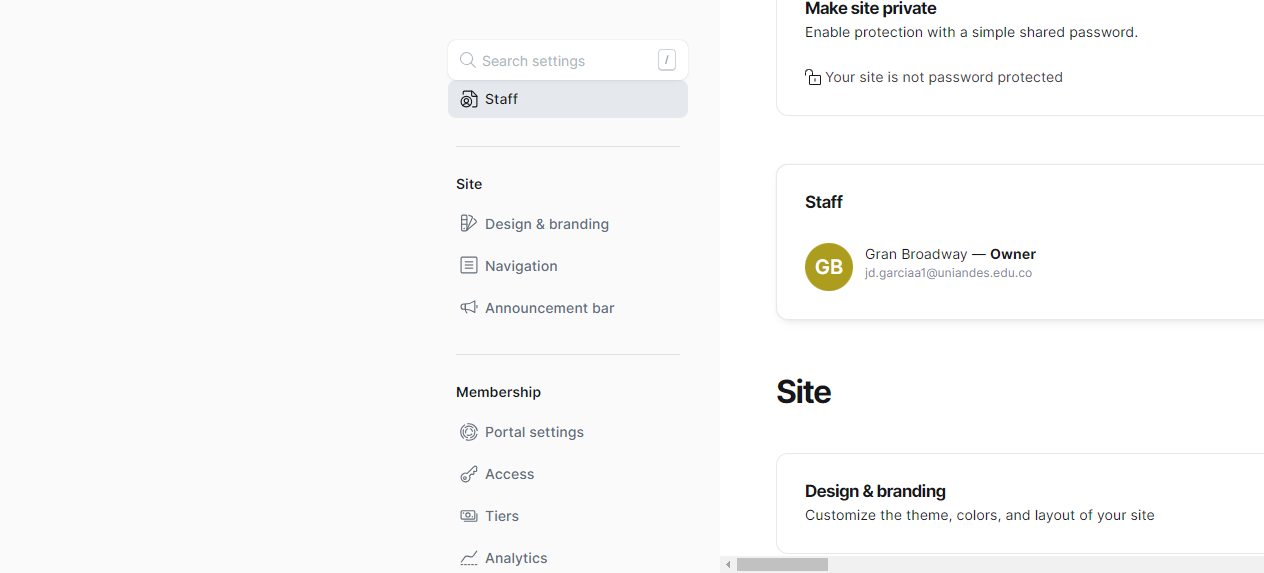 Search settings /
Staff
Site
Design & branding
Navigation
Announcement bar
Membership
Portal settings
Access
Tiers
Analytics
Make site private
Enable protection with a simple shared password.
Your site is not password protected
Staff
GB
Gran Broadway — Owner
jd.garciaa1@uniandes.edu.co
Site
Design & branding
Customize the theme, colors, and layout of your site